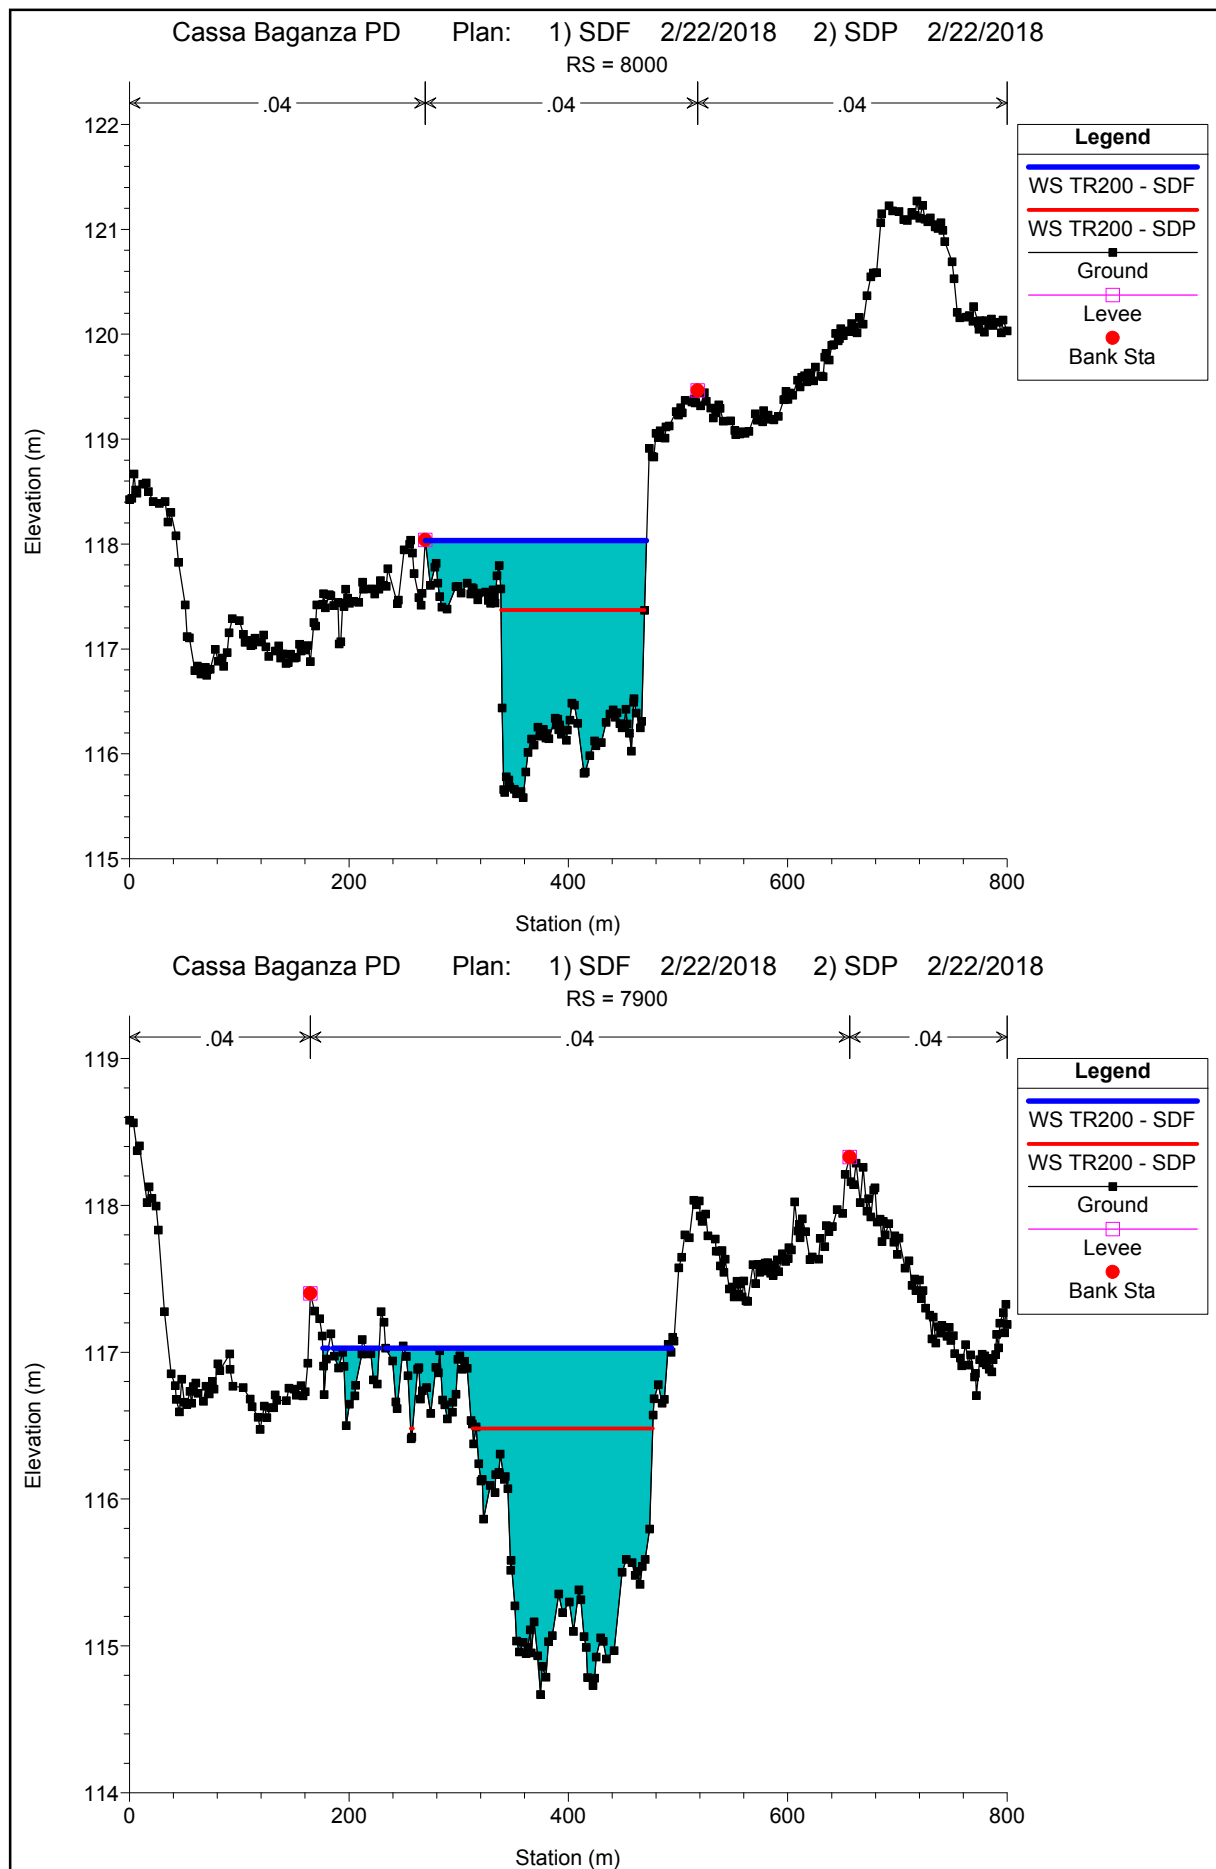 Cassa Baganza PD Plan: 1) SDF 2/22/2018 2) SDP 2/22/2018
RS = 8000
.04 .04 .04
122
121
120
119
118
117
116
115
Elevation (m)
0 200 400 600 800
Station (m)
Legend
WS TR200 - SDF
WS TR200 - SDP
Ground
Levee
Bank Sta
Cassa Baganza PD Plan: 1) SDF 2/22/2018 2) SDP 2/22/2018
RS = 7900
.04 .04 .04
119
118
117
116
115
114
Elevation (m)
0 200 400 600 800
Station (m)
Legend
WS TR200 - SDF
WS TR200 - SDP
Ground
Levee
Bank Sta